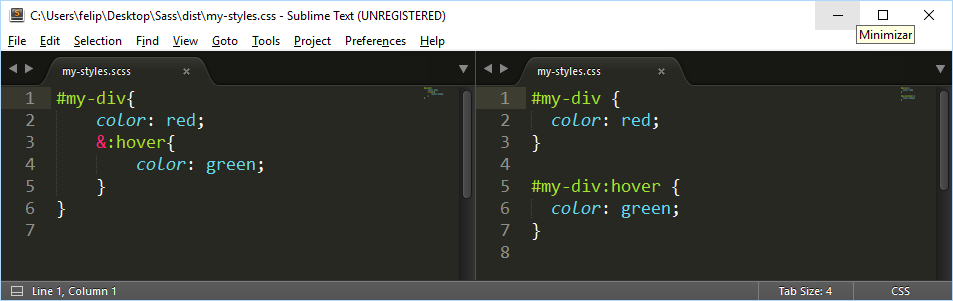 C:\Users\felip\Desktop\Sass\dist\my-styles.css - Sublime Text (UNREGISTERED)
Minimizar
File Edit Selection Find View Goto Tools Project Preferences Help
my-styles.scss × my-styles.css ×
1 #my-div{
2     color: red;
3     &:hover{
4         color: green;
5     }
6 }
7
1 #my-div {
2   color: red;
3 }
4
5 #my-div:hover {
6   color: green;
7 }
8
Line 1, Column 1 Tab Size: 4 CSS